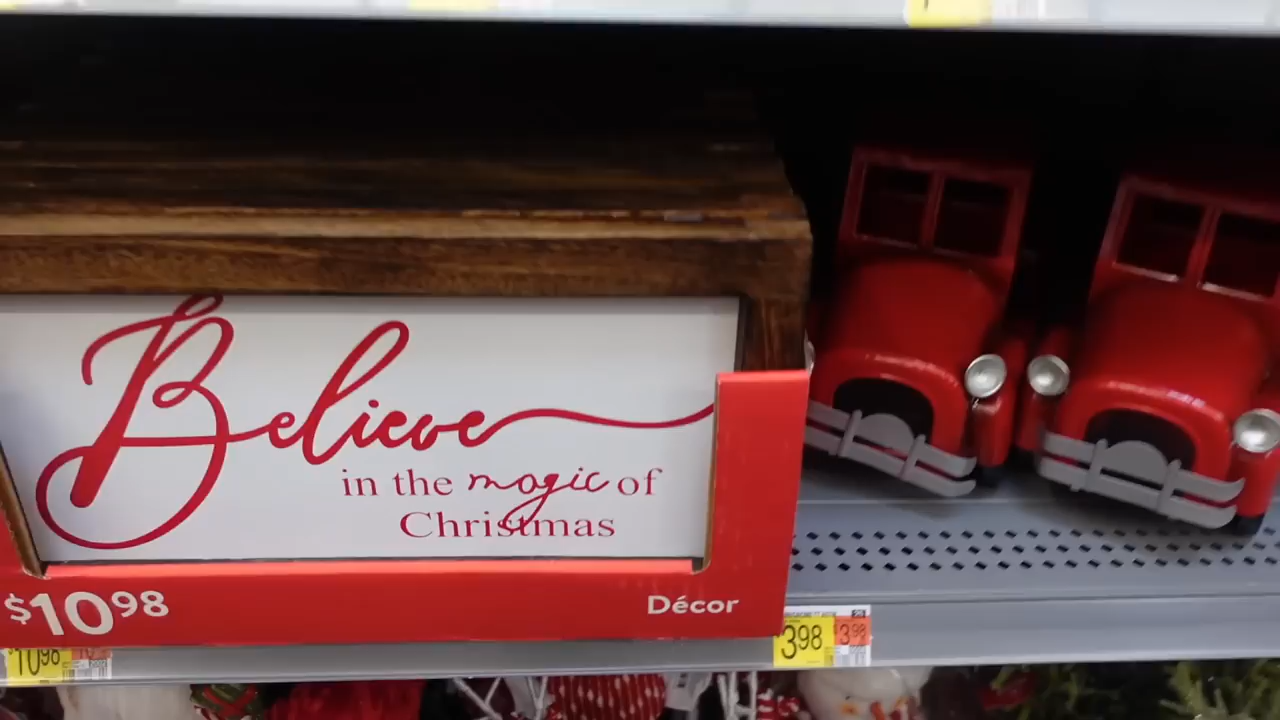 Believe
in the magic of
Christmas
$10.98
Décor
10.98
3.98
3.98